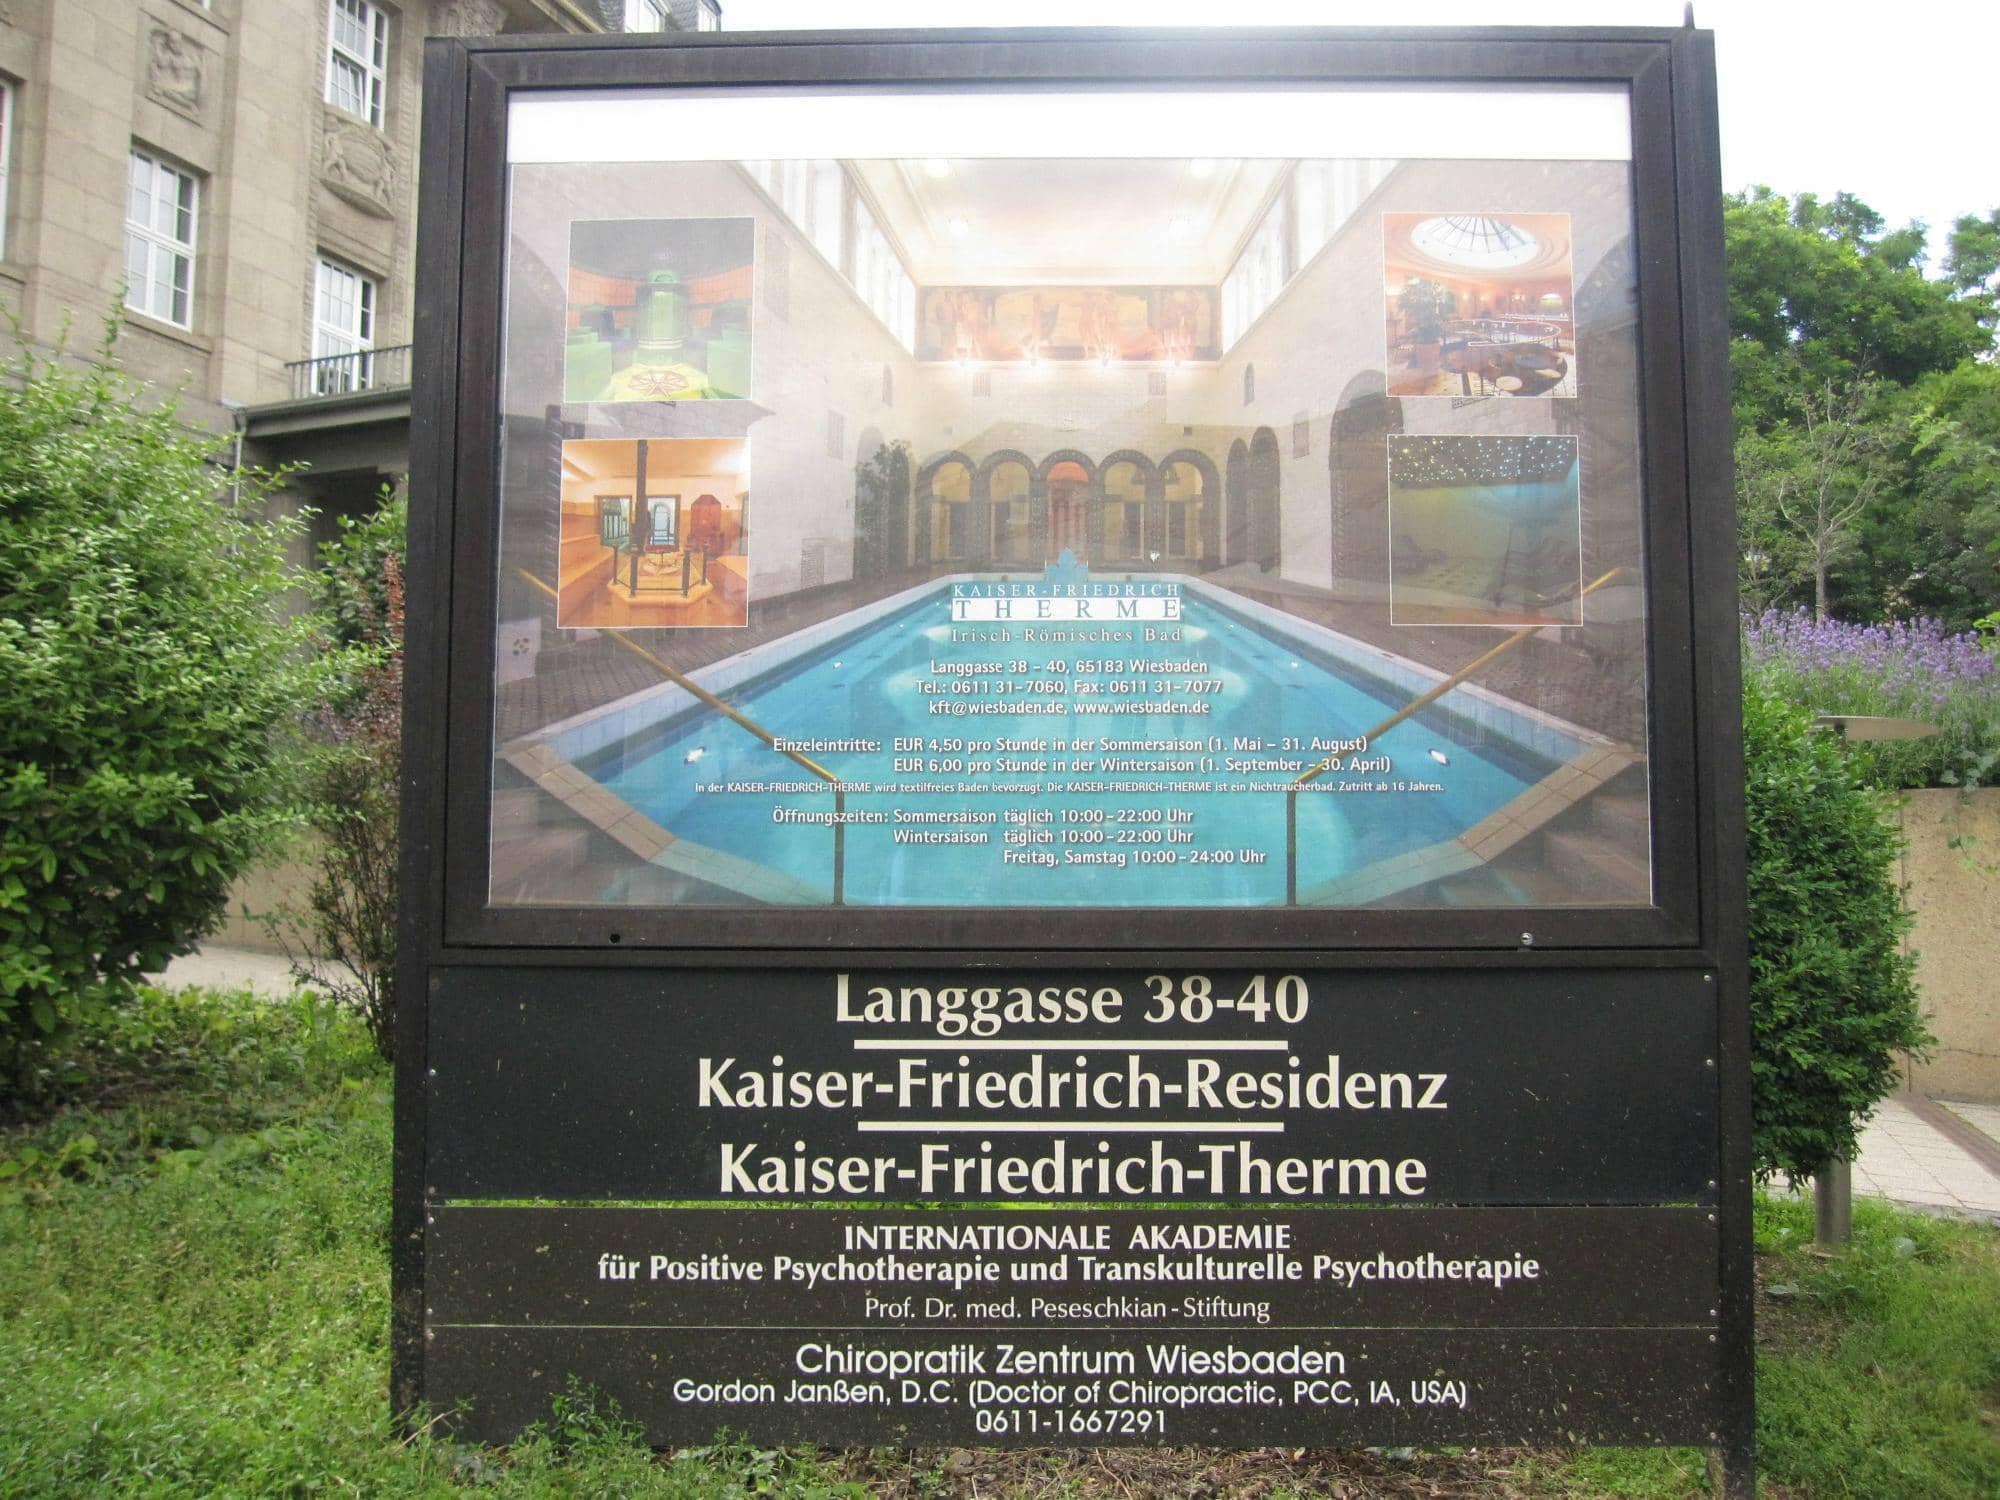 KAISER-FRIEDRICH
THERME
Irisch-Römisches Bad
Langgasse 38 – 40, 65183 Wiesbaden
Tel.: 0611 31-7060, Fax: 0611 31-7077
kft@wiesbaden.de, www.wiesbaden.de
Einzeleintritte: EUR 4,50 pro Stunde in der Sommersaison (1. Mai – 31. August)
EUR 6,00 pro Stunde in der Wintersaison (1. September – 30. April)
In der KAISER-FRIEDRICH-THERME wird textilfreies Baden bevorzugt. Die KAISER-FRIEDRICH-THERME ist ein Nichtraucherbad. Zutritt ab 16 Jahren.
Öffnungszeiten: Sommersaison täglich 10:00-22:00 Uhr
Wintersaison täglich 10:00-22:00 Uhr
Freitag, Samstag 10:00-24:00 Uhr
Langgasse 38-40
Kaiser-Friedrich-Residenz
Kaiser-Friedrich-Therme
INTERNATIONALE AKADEMIE
für Positive Psychotherapie und Transkulturelle Psychotherapie
Prof. Dr. med. Peseschkian-Stiftung
Chiropratik Zentrum Wiesbaden
Gordon Janßen, D.C. (Doctor of Chiropractic, PCC, IA, USA)
0611-1667291